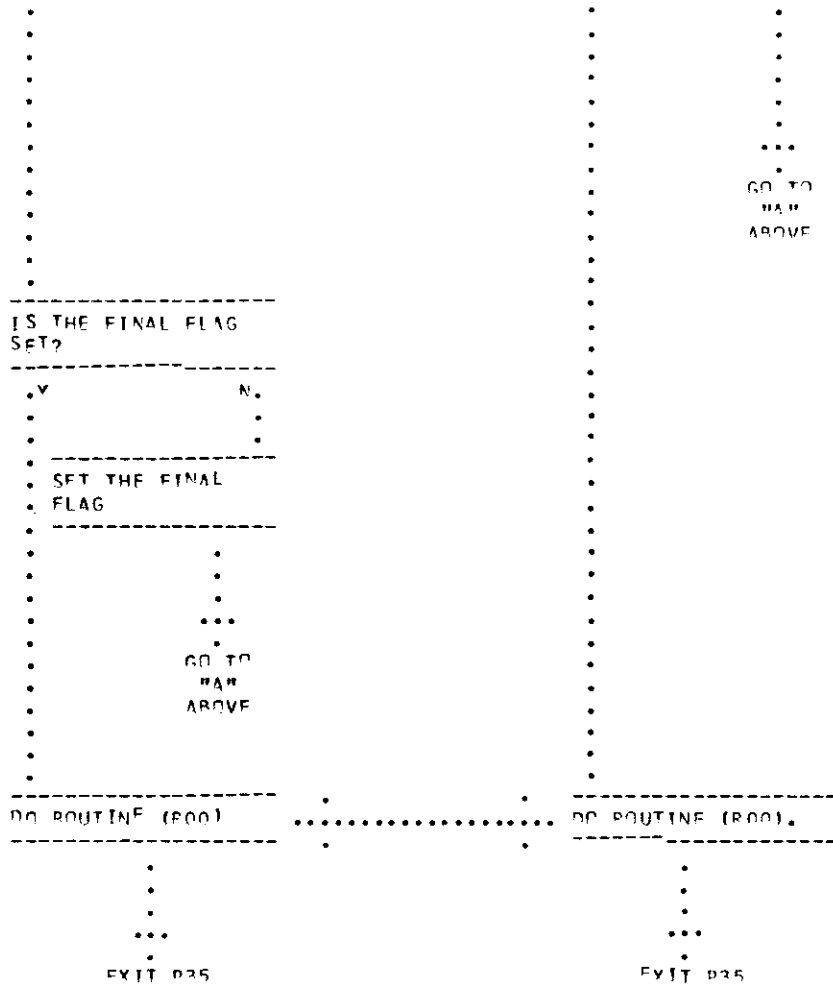 GO TO
"A"
ABOVE
IS THE FINAL FLAG
SET?
Y N
SET THE FINAL
FLAG
GO TO
"A"
ABOVE
DO ROUTINE (R00)
DO ROUTINE (R00).
EXIT P35
EXIT P35